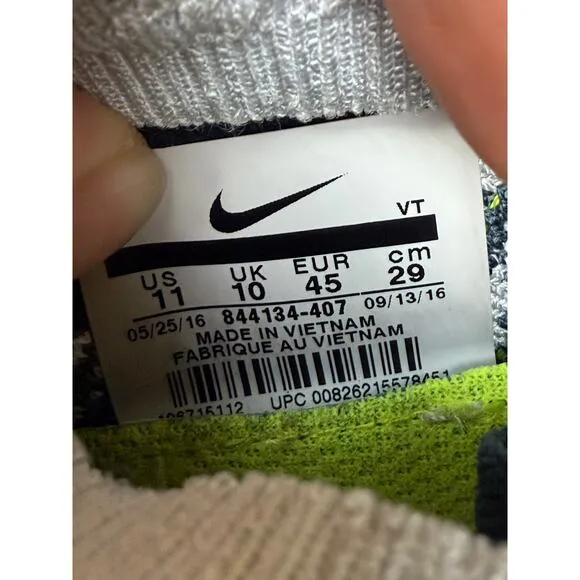 VT
US UK EUR cm
11 10 45 29
05/25/16 844134-407 09/13/16
MADE IN VIETNAM
FABRIQUE AU VIETNAM
UPC 00826215578451